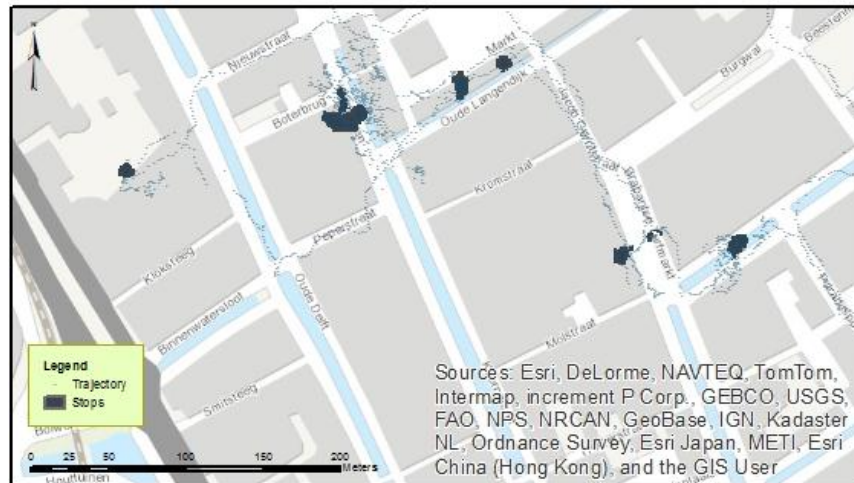 Nieuwstraat
Markt
Burgwal
Boterbrug
Oude Langendijk
Kromstraat
Peperstraat
Kloksteeg
Oude Delft
Binnenwatersloot
Molstraat
Smitsteeg
Legend
Trajectory
Stops
0 25 50 100 150 200
Meters
Sources: Esri, DeLorme, NAVTEQ, TomTom,
Intermap, increment P Corp., GEBCO, USGS,
FAO, NPS, NRCAN, GeoBase, IGN, Kadaster
NL, Ordnance Survey, Esri Japan, METI, Esri
China (Hong Kong), and the GIS User